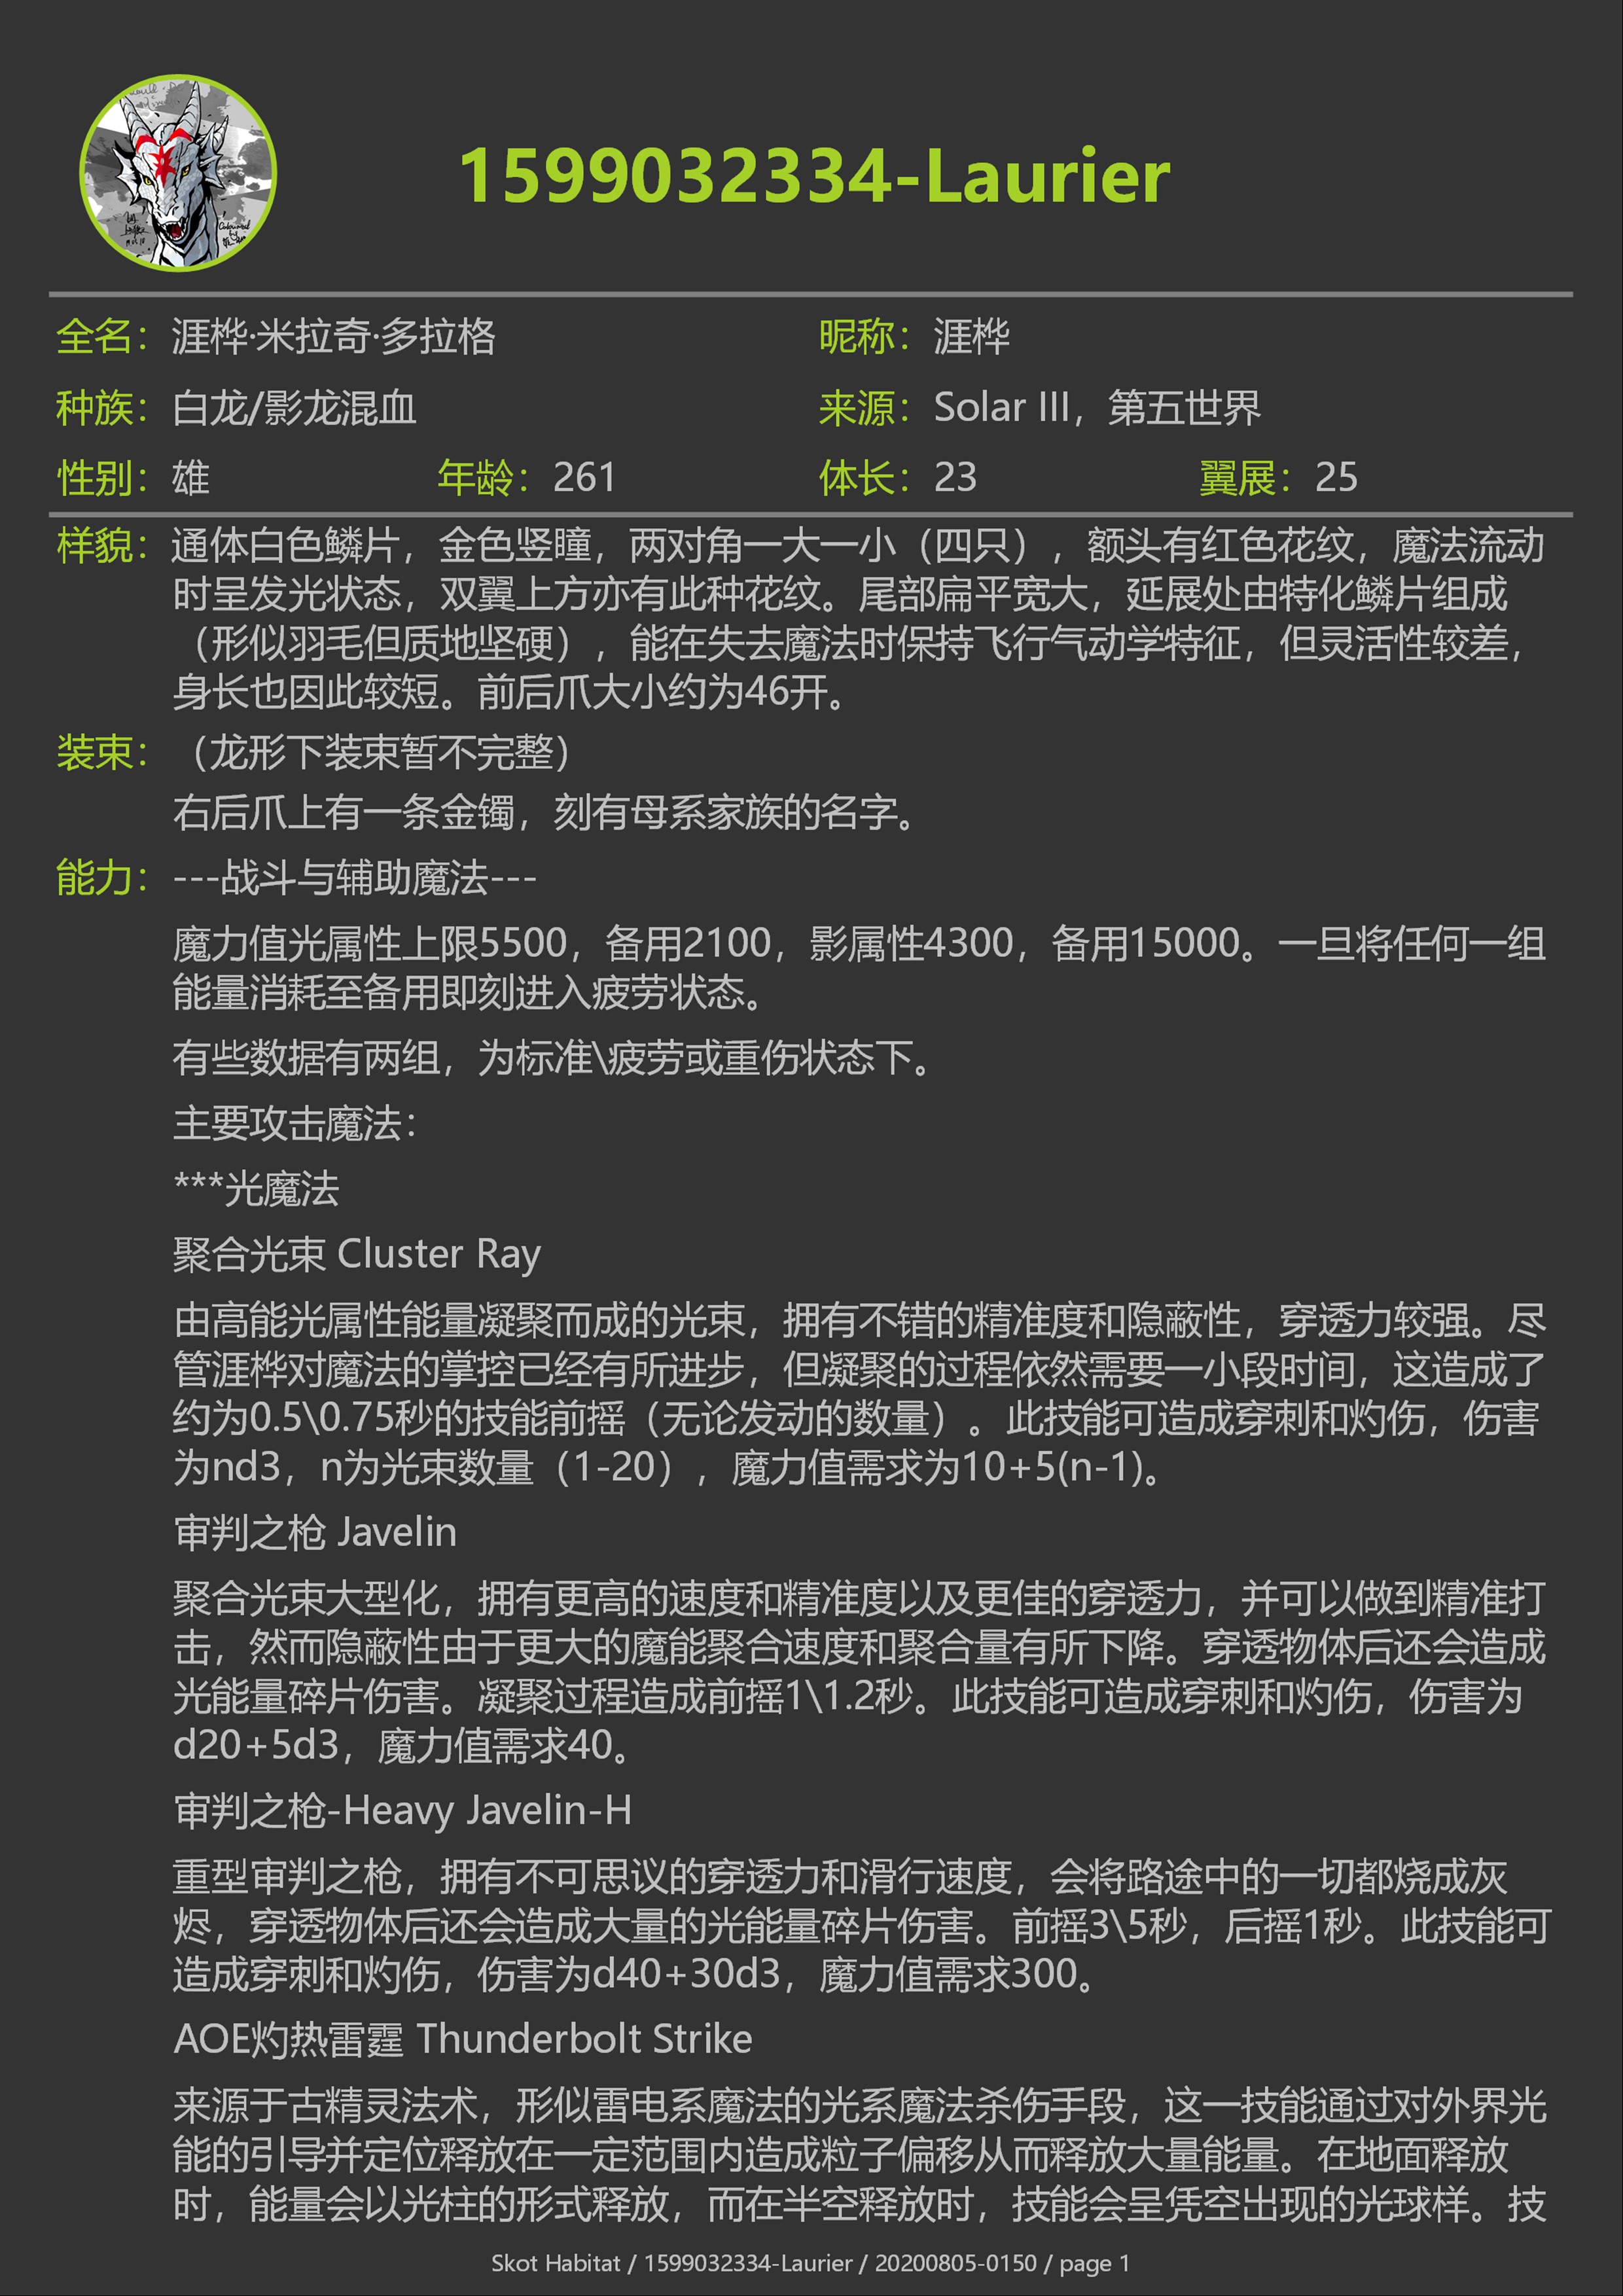 1599032334-Laurier
全名：涯桦·米拉奇·多拉格 昵称：涯桦
种族：白龙/影龙混血 来源：Solar III，第五世界
性别：雄 年龄：261 体长：23 翼展：25
样貌：通体白色鳞片，金色竖瞳，两对角一大一小（四只），额头有红色花纹，魔法流动
时呈发光状态，双翼上方亦有此种花纹。尾部扁平宽大，延展处由特化鳞片组成
（形似羽毛但质地坚硬），能在失去魔法时保持飞行气动学特征，但灵活性较差，
身长也因此较短。前后爪大小约为46开。
装束：（龙形下装束暂不完整）
右后爪上有一条金镯，刻有母系家族的名字。
能力：---战斗与辅助魔法---
魔力值光属性上限5500，备用2100，影属性4300，备用15000。一旦将任何一组
能量消耗至备用即刻进入疲劳状态。
有些数据有两组，为标准\疲劳或重伤状态下。
主要攻击魔法：
***光魔法
聚合光束 Cluster Ray
由高能光属性能量凝聚而成的光束，拥有不错的精准度和隐蔽性，穿透力较强。尽
管涯桦对魔法的掌控已经有所进步，但凝聚的过程依然需要一小段时间，这造成了
约为0.5\0.75秒的技能前摇（无论发动的数量）。此技能可造成穿刺和灼伤，伤害
为nd3，n为光束数量（1-20），魔力值需求为10+5(n-1)。
审判之枪 Javelin
聚合光束大型化，拥有更高的速度和精准度以及更佳的穿透力，并可以做到精准打
击，然而隐蔽性由于更大的魔能聚合速度和聚合量有所下降。穿透物体后还会造成
光能量碎片伤害。凝聚过程造成前摇1\1.2秒。此技能可造成穿刺和灼伤，伤害为
d20+5d3，魔力值需求40。
审判之枪-Heavy Javelin-H
重型审判之枪，拥有不可思议的穿透力和滑行速度，会将路途中的一切都烧成灰
烬，穿透物体后还会造成大量的光能量碎片伤害。前摇3\5秒，后摇1秒。此技能可
造成穿刺和灼伤，伤害为d40+30d3，魔力值需求300。
AOE灼热雷霆 Thunderbolt Strike
来源于古精灵法术，形似雷电系魔法的光系魔法杀伤手段，这一技能通过对外界光
能的引导并定位释放在一定范围内造成粒子偏移从而释放大量能量。在地面释放
时，能量会以光柱的形式释放，而在半空释放时，技能会呈凭空出现的光球样。技
Skot Habitat / 1599032334-Laurier / 20200805-0150 / page 1